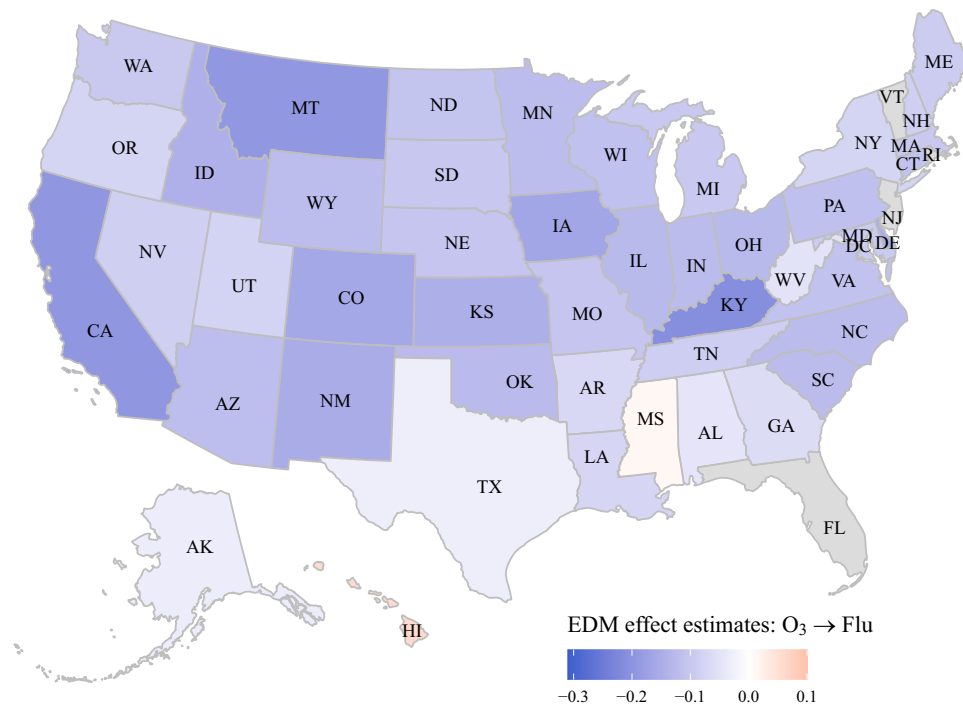 WA
ME
MT
ND
MN
VT
NH
OR
NY
MA
RI
WI
CT
ID
SD
MI
WY
PA
NJ
IA
MD
NE
OH
DE
DC
NV
IL
IN
UT
WV
VA
CO
KY
KS
MO
CA
NC
TN
OK
SC
AR
NM
AZ
MS
GA
AL
LA
TX
FL
AK
HI
EDM effect estimates: O₃ → Flu
−0.3 −0.2 −0.1 0.0 0.1